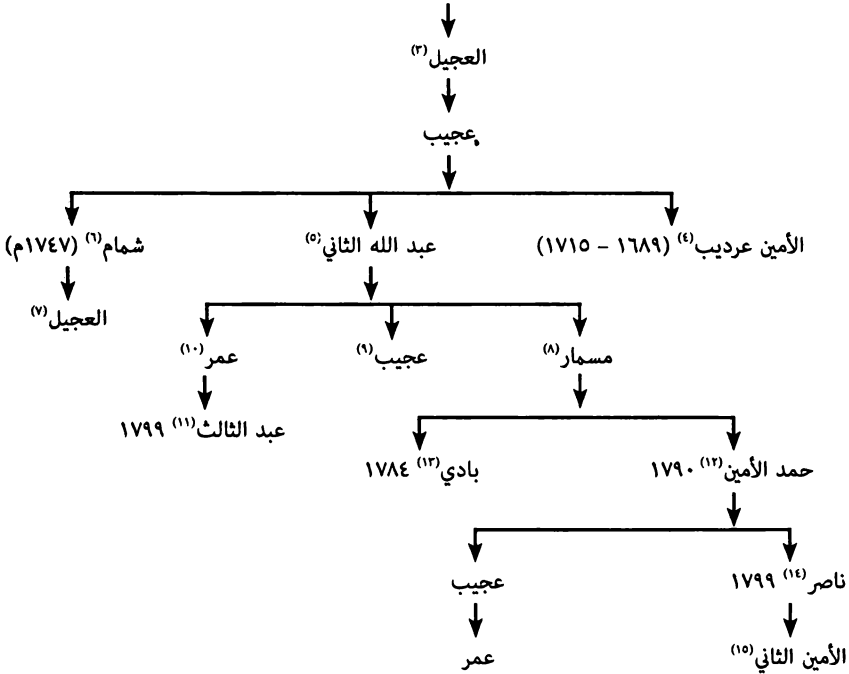 العجيل(٣)
عجيب
الأمين عرديب(٤) (١٦٨٩ – ١٧١٥)
عبد الله الثاني(٥)
شمام(٦) (١٧٤٧م)
العجيل(٧)
مسمار(٨)
عجيب(٩)
عمر(١٠)
عبد الثالث(١١) ١٧٩٩
حمد الأمين(١٢) ١٧٩٠
بادي(١٣) ١٧٨٤
ناصر(١٤) ١٧٩٩
عجيب
الأمين الثاني(١٥)
عمر